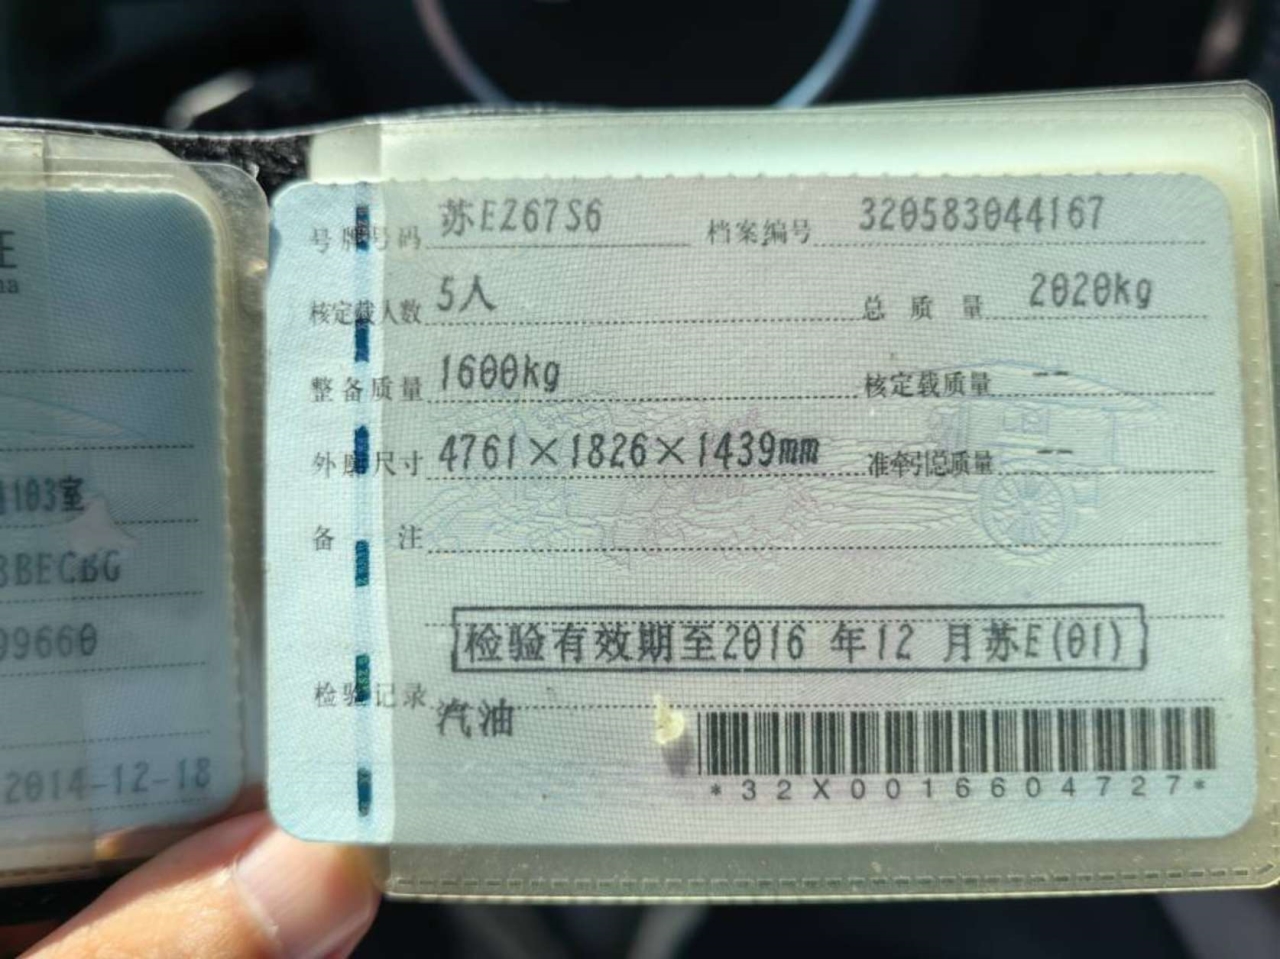 103室
BECBG
99660
2014-12-18
号牌号码 苏EZ67S6 档案编号 320583044167
核定载人数 5人 总质量 2020kg
整备质量 1600kg 核定载质量 --
外廓尺寸 4761×1826×1439mm 准牵引总质量 --
备注
检验有效期至2016 年12 月苏E(01)
检验记录
汽油
*32X0016604727*